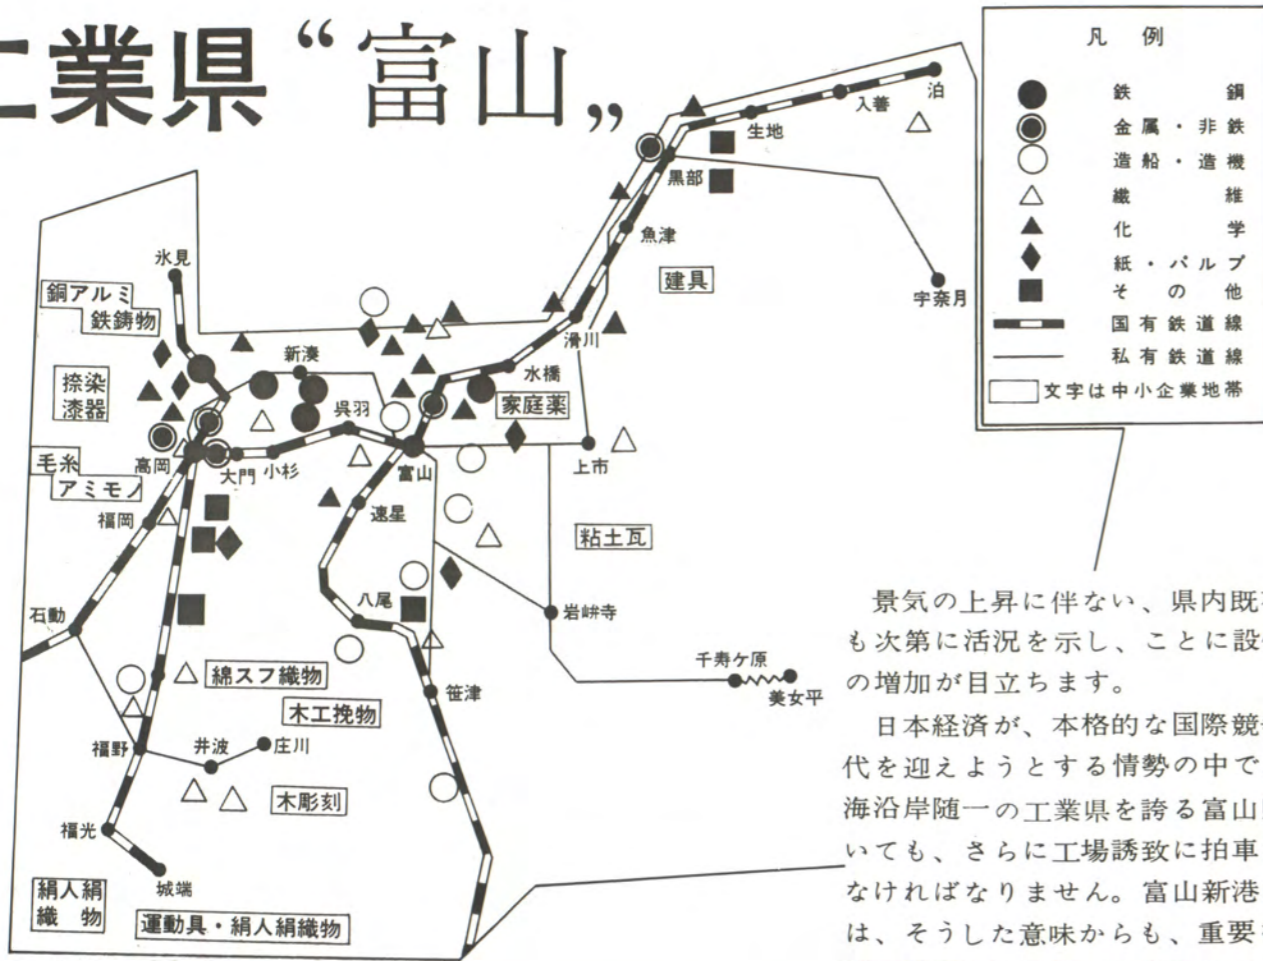 工業県“富山„
凡例
鉄鋼
金属・非鉄
造船・造機
繊維
化学
紙・パルプ
その他
国有鉄道線
私有鉄道線
文字は中小企業地帯
泊
入善
生地
黒部
魚津
宇奈月
建具
滑川
水橋
家庭薬
氷見
銅アルミ
鉄鋳物
捺染
漆器
新湊
呉羽
毛糸
アミモノ
高岡
大門
小杉
富山
上市
福岡
速星
粘土瓦
石動
八尾
岩峅寺
千寿ケ原
美女平
綿スフ織物
笹津
木工挽物
福野
井波
庄川
木彫刻
福光
城端
絹人絹
織物
運動具・絹人絹織物
景気の上昇に伴ない、県内既
も次第に活況を示し、ことに設
の増加が目立ちます。
日本経済が、本格的な国際競
代を迎えようとする情勢の中で
海沿岸随一の工業県を誇る富山
いても、さらに工場誘致に拍車
なければなりません。富山新港
は、そうした意味からも、重要